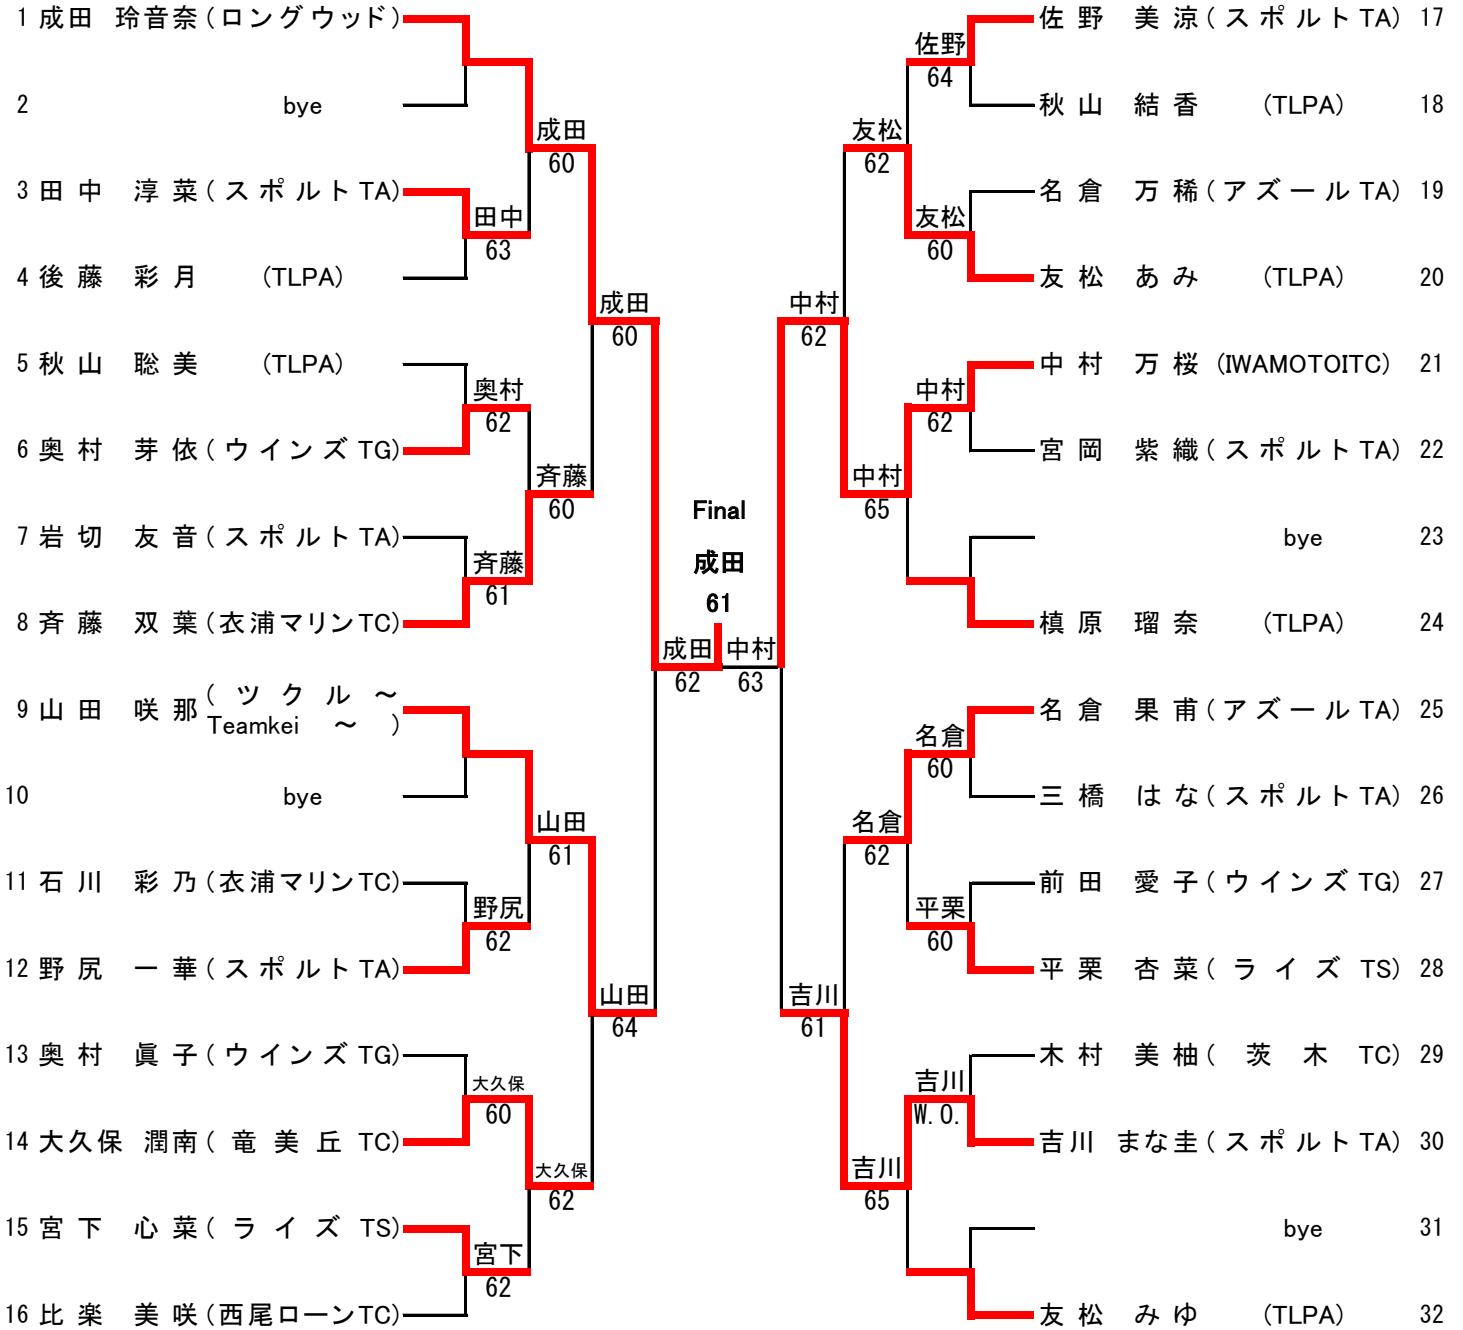 1 成田 玲音奈(ロングウッド)
2 bye
3 田中 淳菜(スポルトTA)
4 後藤 彩月 (TLPA)
5 秋山 聡美 (TLPA)
6 奥村 芽依(ウインズTG)
7 岩切 友音(スポルトTA)
8 斉藤 双葉(衣浦マリンTC)
9 山田 咲那(ツクル～
Teamkei ～)
10 bye
11 石川 彩乃(衣浦マリンTC)
12 野尻 一華(スポルトTA)
13 奥村 眞子(ウインズTG)
14 大久保 潤南(竜美丘TC)
15 宮下 心菜(ライズTS)
16 比楽 美咲(西尾ローンTC)
田中
63
奥村
62
斉藤
61
野尻
62
大久保
60
宮下
62
成田
60
斉藤
60
山田
61
大久保
62
成田
60
山田
64
成田
62
Final
成田
61
中村
63
中村
62
吉川
61
友松
62
中村
65
名倉
62
吉川
65
佐野
64
友松
60
中村
62
名倉
60
平栗
60
吉川
W.O.
佐野 美涼(スポルトTA) 17
秋山 結香 (TLPA) 18
名倉 万稀(アズールTA) 19
友松 あみ (TLPA) 20
中村 万桜(IWAMOTOITC) 21
宮岡 紫織(スポルトTA) 22
bye 23
槙原 瑠奈 (TLPA) 24
名倉 果甫(アズールTA) 25
三橋 はな(スポルトTA) 26
前田 愛子(ウインズTG) 27
平栗 杏菜(ライズTS) 28
木村 美柚(茨木TC) 29
吉川 まな圭(スポルトTA) 30
bye 31
友松 みゆ (TLPA) 32